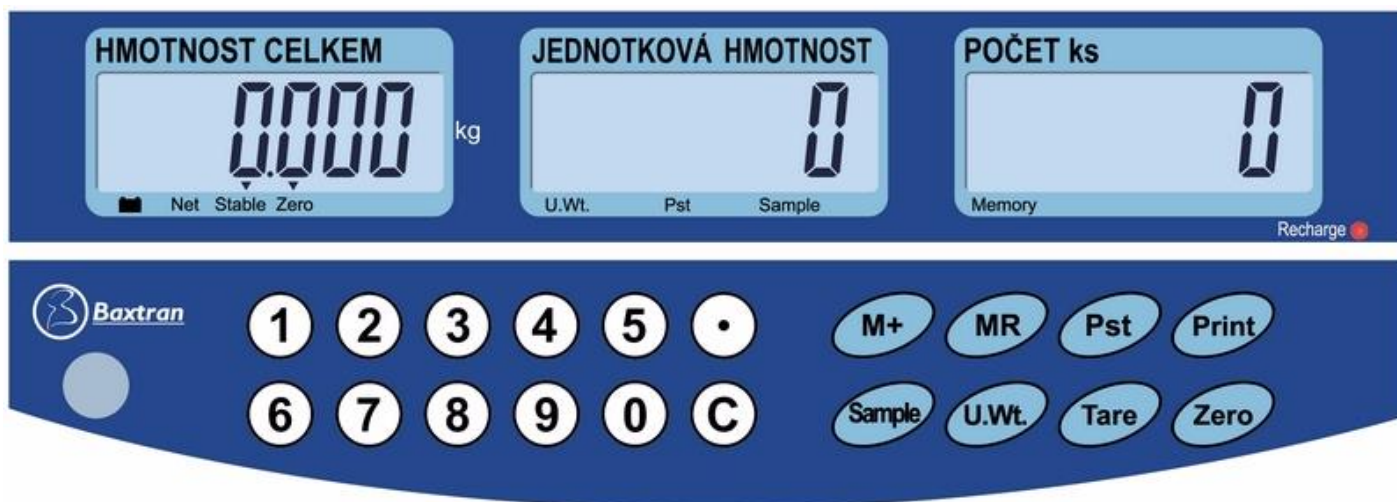 HMOTNOST CELKEM
0.000 kg
Net Stable Zero
JEDNOTKOVÁ HMOTNOST
0
U.Wt. Pst Sample
POČET ks
0
Memory
Recharge
Baxtran
1 2 3 4 5 • M+ MR Pst Print
6 7 8 9 0 C Sample U.Wt. Tare Zero